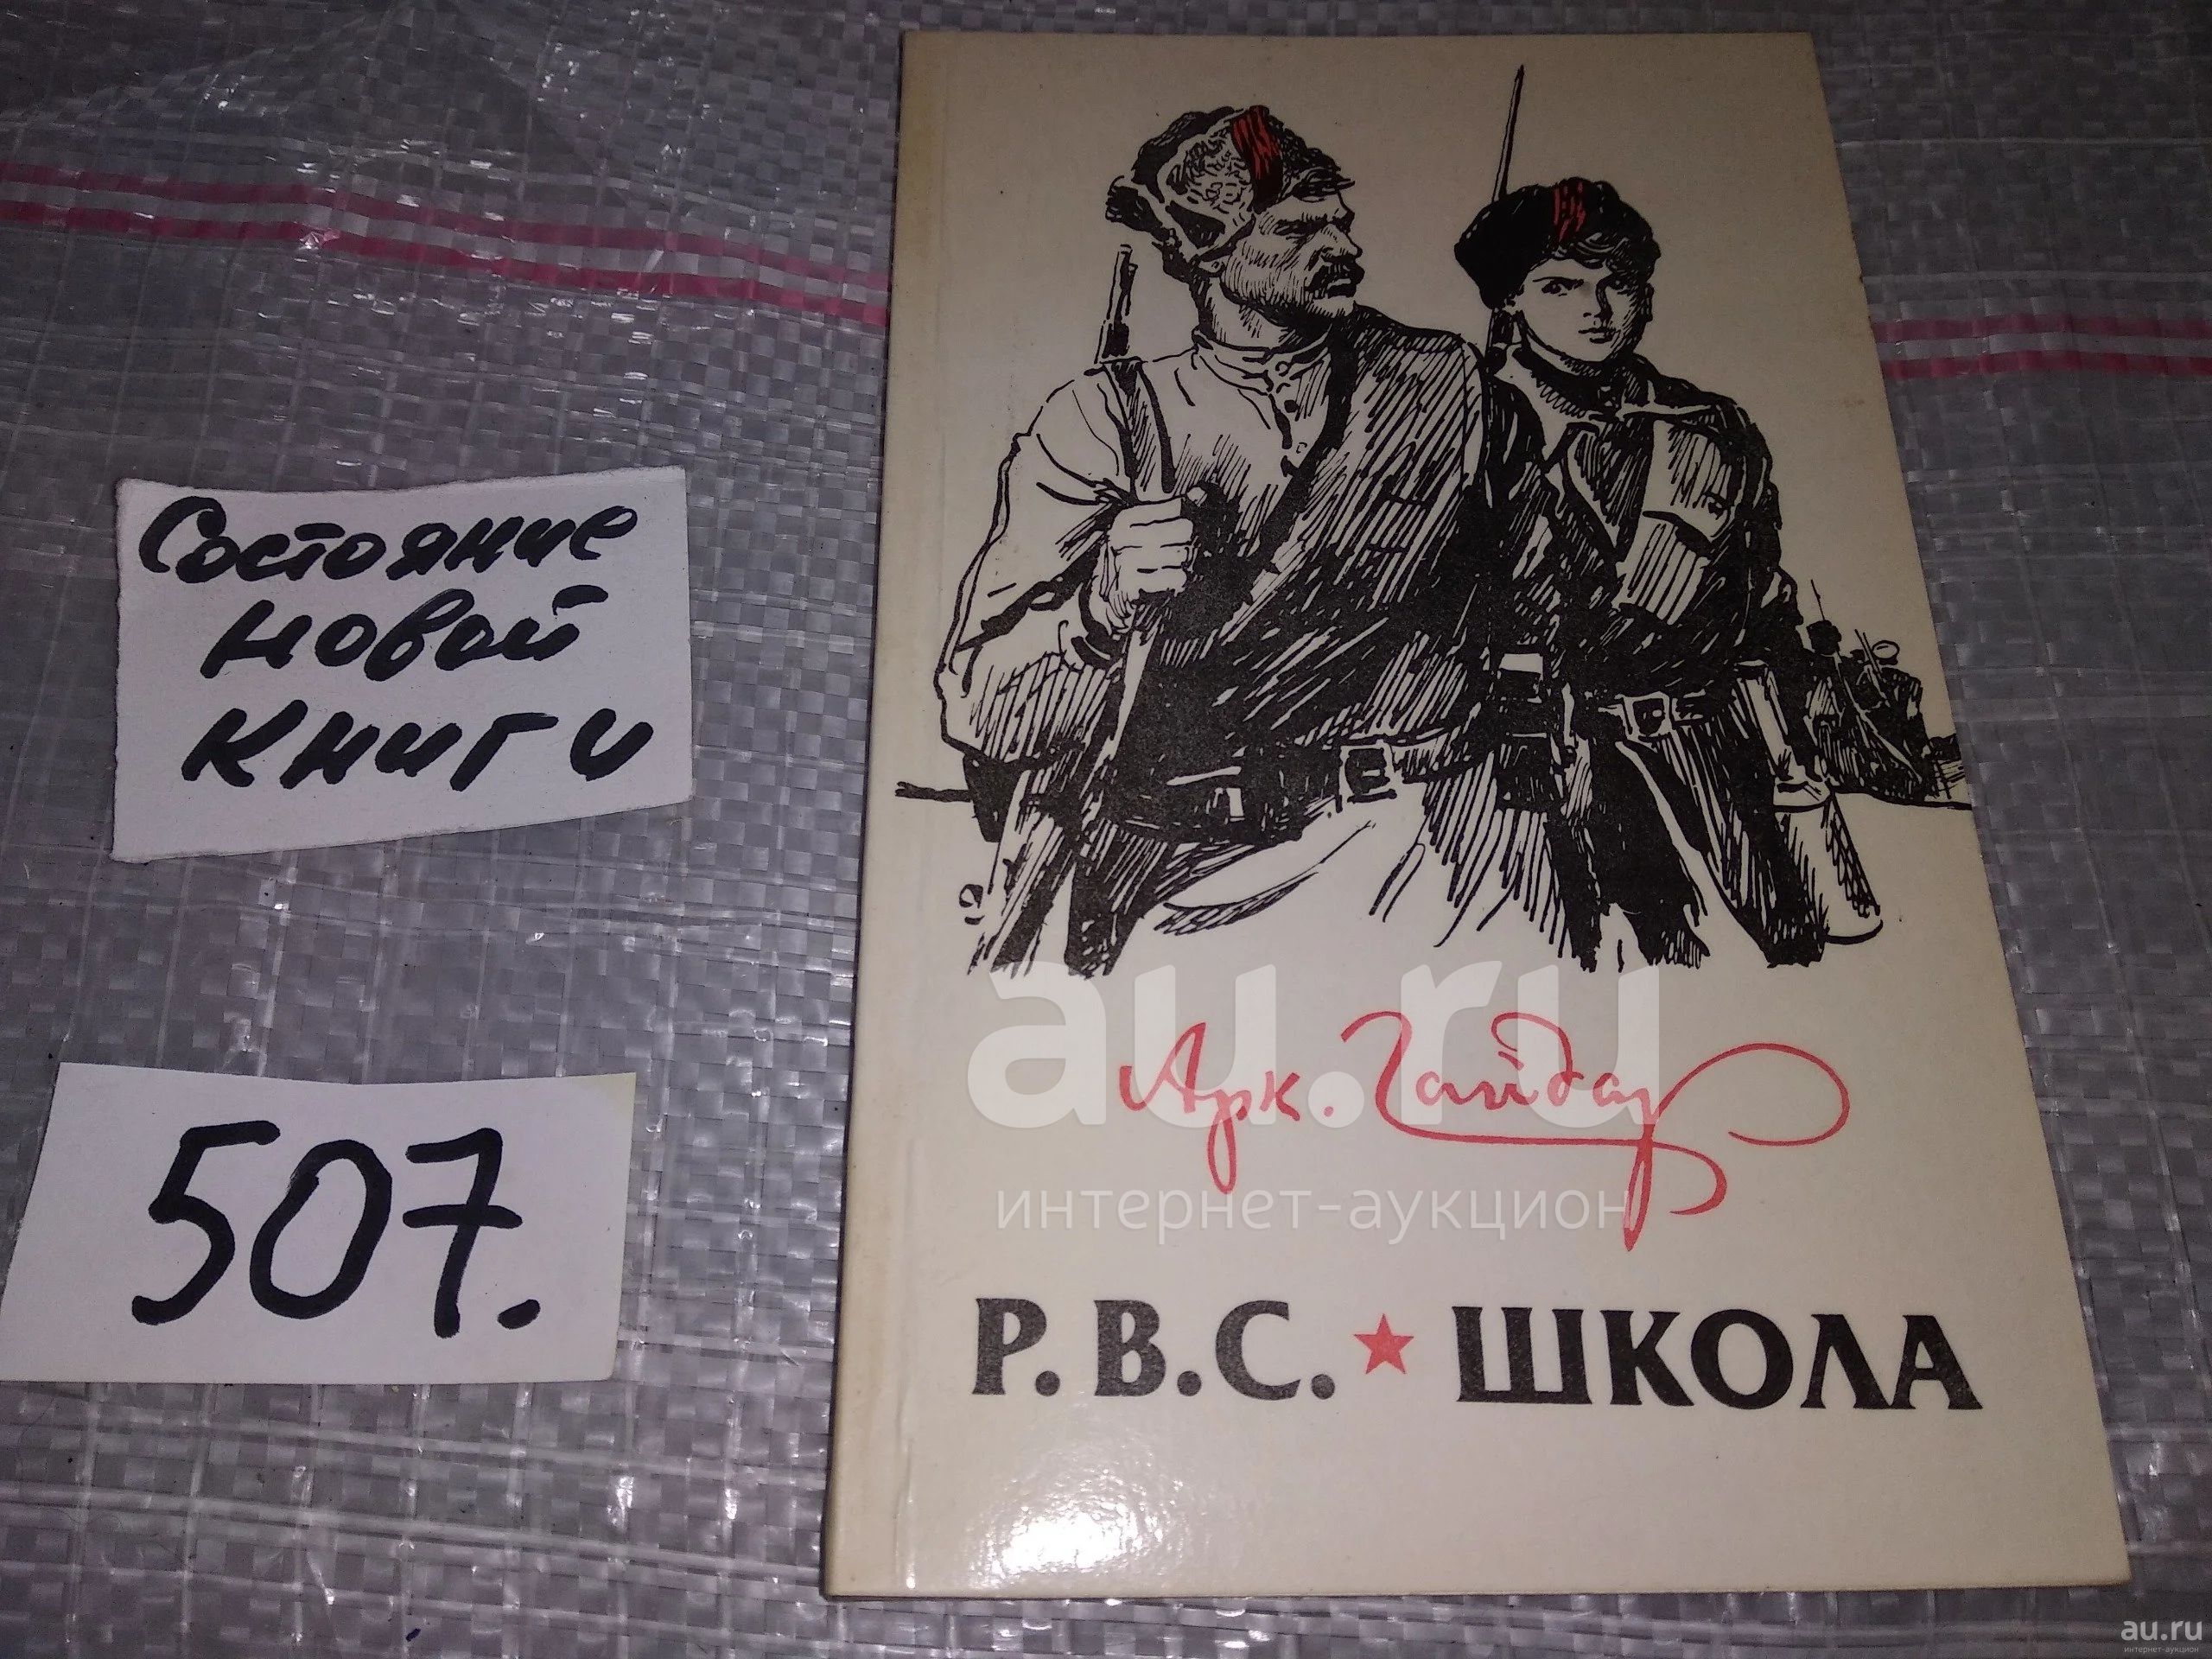 Состояние
новой
книги
507.
Арк. Гайдар
Р.В.С. ★ ШКОЛА
au.ru
интернет-аукцион
au.ru
интернет-аукцион